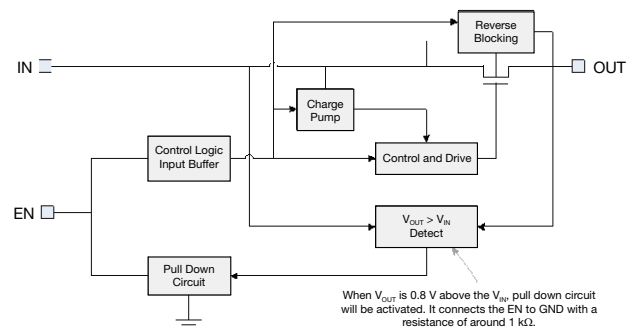 Reverse
Blocking
IN
OUT
Charge
Pump
Control Logic
Input Buffer
Control and Drive
EN
VOUT > VIN
Detect
Pull Down
Circuit
When VOUT is 0.8 V above the VIN, pull down circuit
will be activated. It connects the EN to GND with a
resistance of around 1 kΩ.